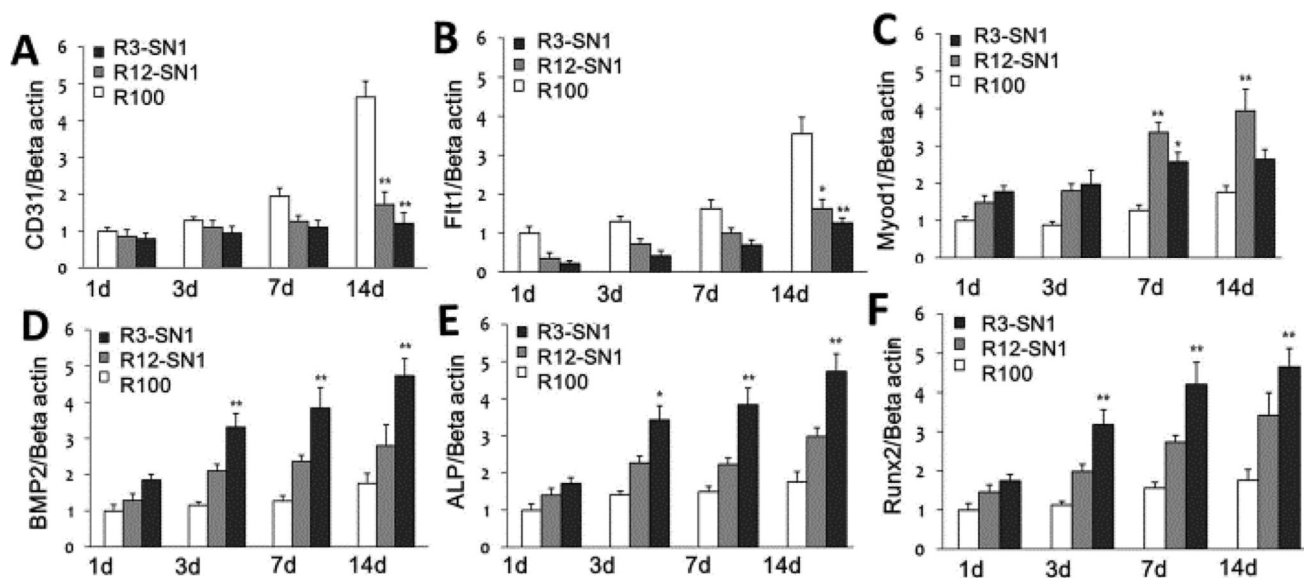 A
CD31/Beta actin
6
5
4
3
2
1
0
R3-SN1
R12-SN1
R100
**
**
1d 3d 7d 14d
B
Flt1/Beta actin
6
5
4
3
2
1
0
R3-SN1
R12-SN1
R100
*
**
1d 3d 7d 14d
C
Myod1/Beta actin
6
5
4
3
2
1
0
R3-SN1
R12-SN1
R100
**
*
**
1d 3d 7d 14d
D
BMP2/Beta actin
6
5
4
3
2
1
0
R3-SN1
R12-SN1
R100
**
**
**
1d 3d 7d 14d
E
ALP/Beta actin
6
5
4
3
2
1
0
R3-SN1
R12-SN1
R100
*
**
**
1d 3d 7d 14d
F
Runx2/Beta actin
6
5
4
3
2
1
0
R3-SN1
R12-SN1
R100
**
**
**
1d 3d 7d 14d